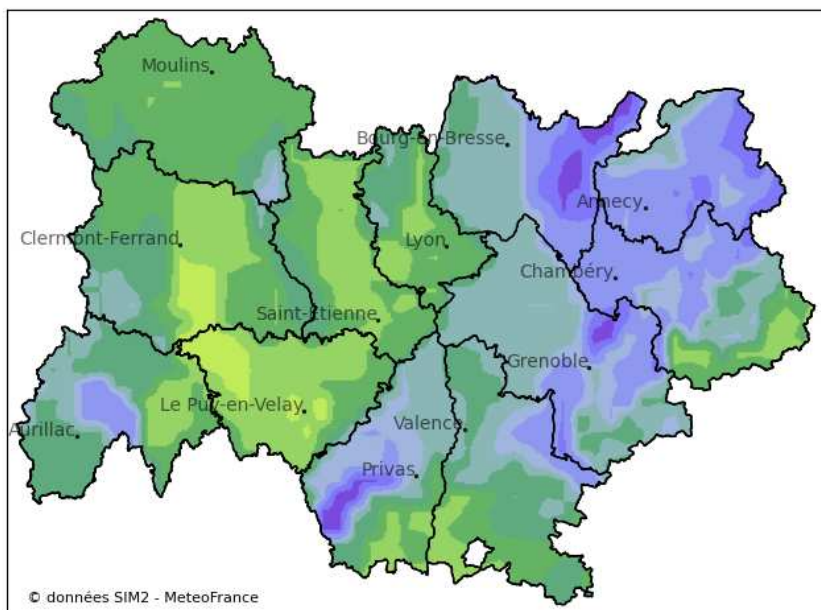 Moulins
Bourg-en-Bresse
Annecy
Clermont-Ferrand
Lyon
Chambéry
Saint-Etienne
Grenoble
Le Puy-en-Velay
Aurillac
Valence
Privas
© données SIM2 - MeteoFrance